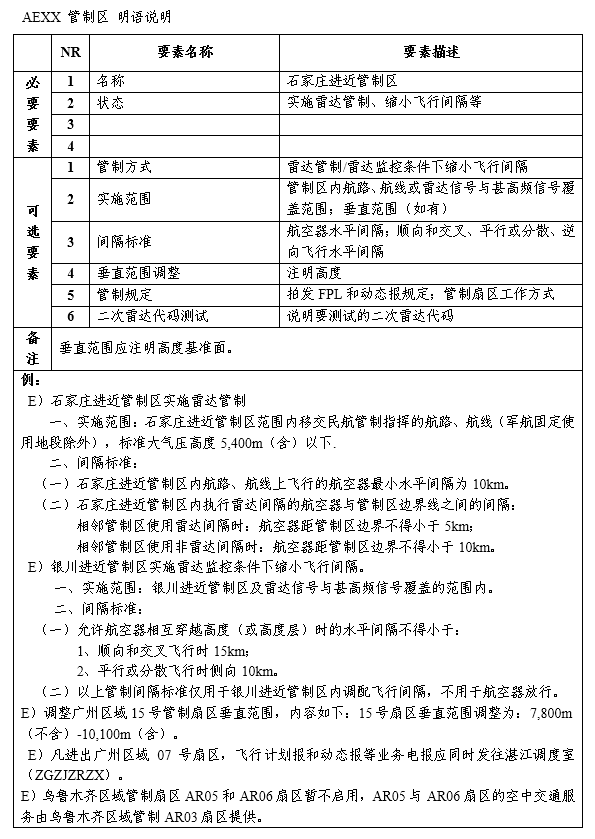 AEXX 管制区 明语说明
NR 要素名称 要素描述
必要要素
1 名称 石家庄进近管制区
2 状态 实施雷达管制、缩小飞行间隔等
3
4
可选要素
1 管制方式 雷达管制/雷达监控条件下缩小飞行间隔
2 实施范围 管制区内航路、航线或雷达信号与甚高频信号覆
盖范围；垂直范围（如有）
3 间隔标准 航空器水平间隔；顺向和交叉、平行或分散、逆
向飞行水平间隔
4 垂直范围调整 注明高度
5 管制规定 拍发 FPL 和动态报规定；管制扇区工作方式
6 二次雷达代码测试 说明要测试的二次雷达代码
备注 垂直范围应注明高度基准面。
例：
E）石家庄进近管制区实施雷达管制
一、实施范围：石家庄进近管制区范围内移交民航管制指挥的航路、航线（军航固定使
用地段除外），标准大气压高度 5,400m（含）以下.
二、间隔标准：
（一）石家庄进近管制区内航路、航线上飞行的航空器最小水平间隔为 10km。
（二）石家庄进近管制区内执行雷达间隔的航空器与管制区边界线之间的间隔：
相邻管制区使用雷达间隔时：航空器距管制区边界不得小于 5km；
相邻管制区使用非雷达间隔时：航空器距管制区边界不得小于 10km。
E）银川进近管制区实施雷达监控条件下缩小飞行间隔。
一、实施范围：银川进近管制区及雷达信号与甚高频信号覆盖的范围内。
二、间隔标准：
（一）允许航空器相互穿越高度（或高度层）时的水平间隔不得小于：
1、顺向和交叉飞行时 15km；
2、平行或分散飞行时侧向 10km。
（二）以上管制间隔标准仅用于银川进近管制区内调配飞行间隔，不用于航空器放行。
E）调整广州区域 15 号管制扇区垂直范围，内容如下：15 号扇区垂直范围调整为：7,800m
（不含）-10,100m（含）。
E）凡进出广州区域 07 号扇区，飞行计划报和动态报等业务电报应同时发往湛江调度室
（ZGZJZRZX）。
E）乌鲁木齐区域管制扇区 AR05 和 AR06 扇区暂不启用，AR05 与 AR06 扇区的空中交通服
务由乌鲁木齐区域管制 AR03 扇区提供。